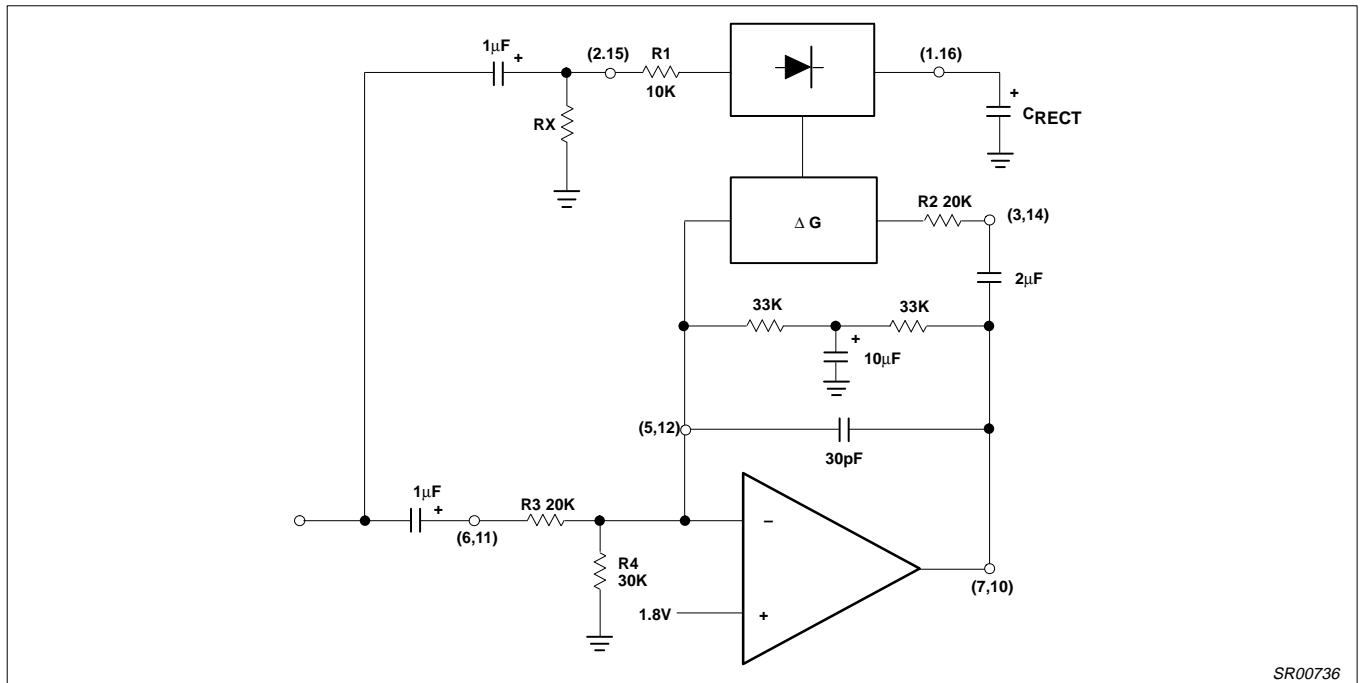 1μF
+
(2.15)
R1
10K
(1.16)
+
CRECT
RX
Δ G
R2 20K
(3,14)
2μF
33K
33K
+
10μF
(5,12)
30pF
1μF
+
R3 20K
(6,11)
–
R4
30K
1.8V
+
(7,10)
SR00736